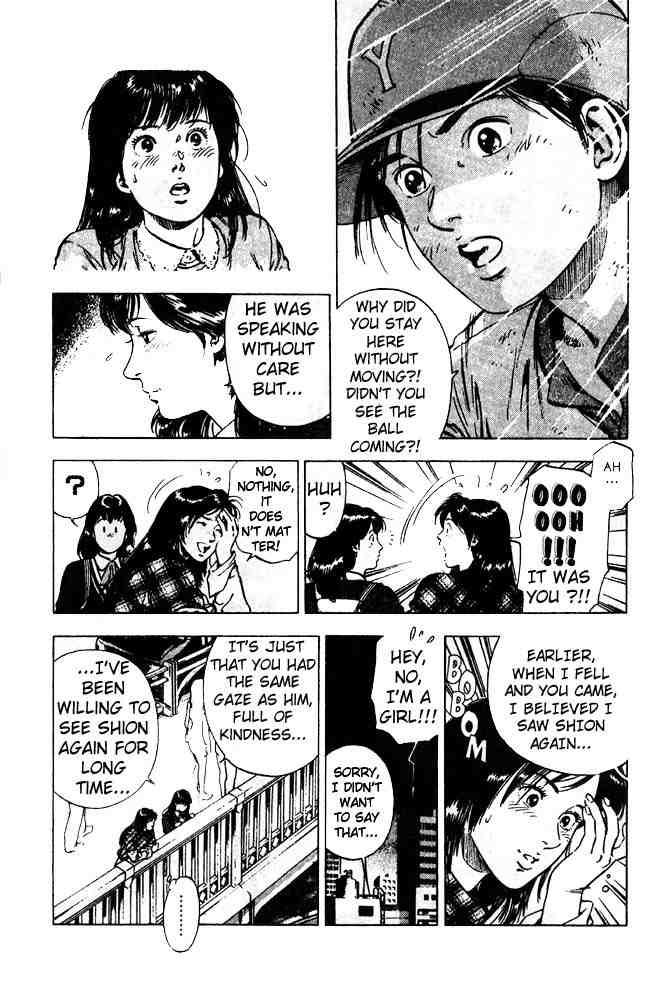 Y
WHY DID
YOU STAY
HERE
WITHOUT
MOVING?!
DIDN'T YOU
SEE THE
BALL
COMING?!
HE WAS
SPEAKING
WITHOUT
CARE
BUT...
AH
...
OOO
OOH
!!!
IT WAS
YOU ?!!
HUH
?
NO,
NOTHING,
IT
DOES
N'T MAT
TER!
?
EARLIER,
WHEN I FELL
AND YOU CAME,
I BELIEVED I
SAW SHION
AGAIN...
BOBO
OM
HEY,
NO,
I'M A
GIRL!!!
SORRY,
I DIDN'T
WANT TO
SAY
THAT...
IT'S JUST
THAT YOU HAD
THE SAME
GAZE AS HIM,
FULL OF
KINDNESS...
...I'VE
BEEN
WILLING TO
SEE SHION
AGAIN FOR
LONG
TIME...
.........